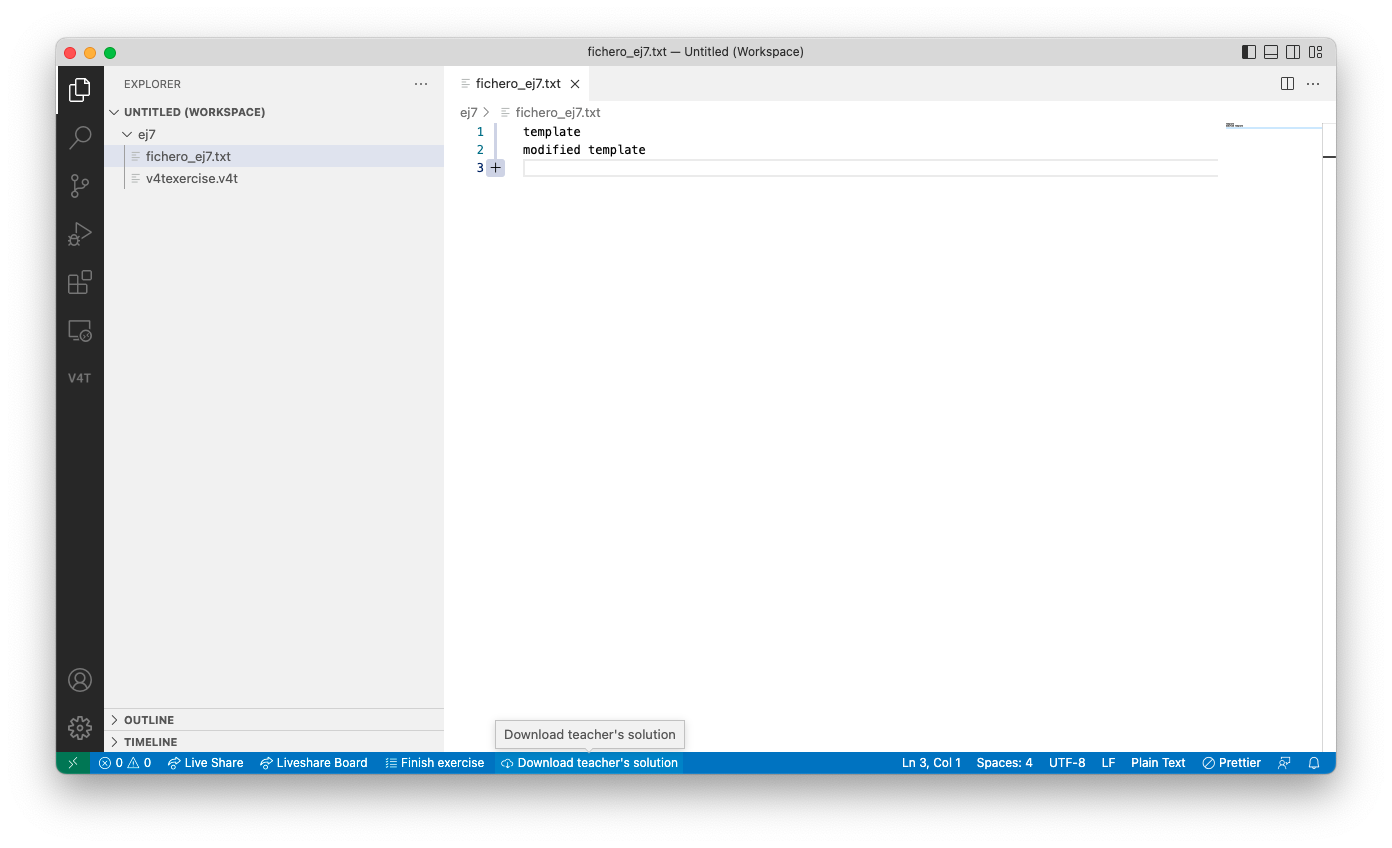 fichero_ej7.txt — Untitled (Workspace)
EXPLORER
UNTITLED (WORKSPACE)
ej7
fichero_ej7.txt
v4texercise.v4t
V4T
OUTLINE
TIMELINE
fichero_ej7.txt
ej7 > fichero_ej7.txt
1 template
2 modified template
3
Download teacher's solution
0 0 Live Share Liveshare Board Finish exercise Download teacher's solution Ln 3, Col 1 Spaces: 4 UTF-8 LF Plain Text Prettier